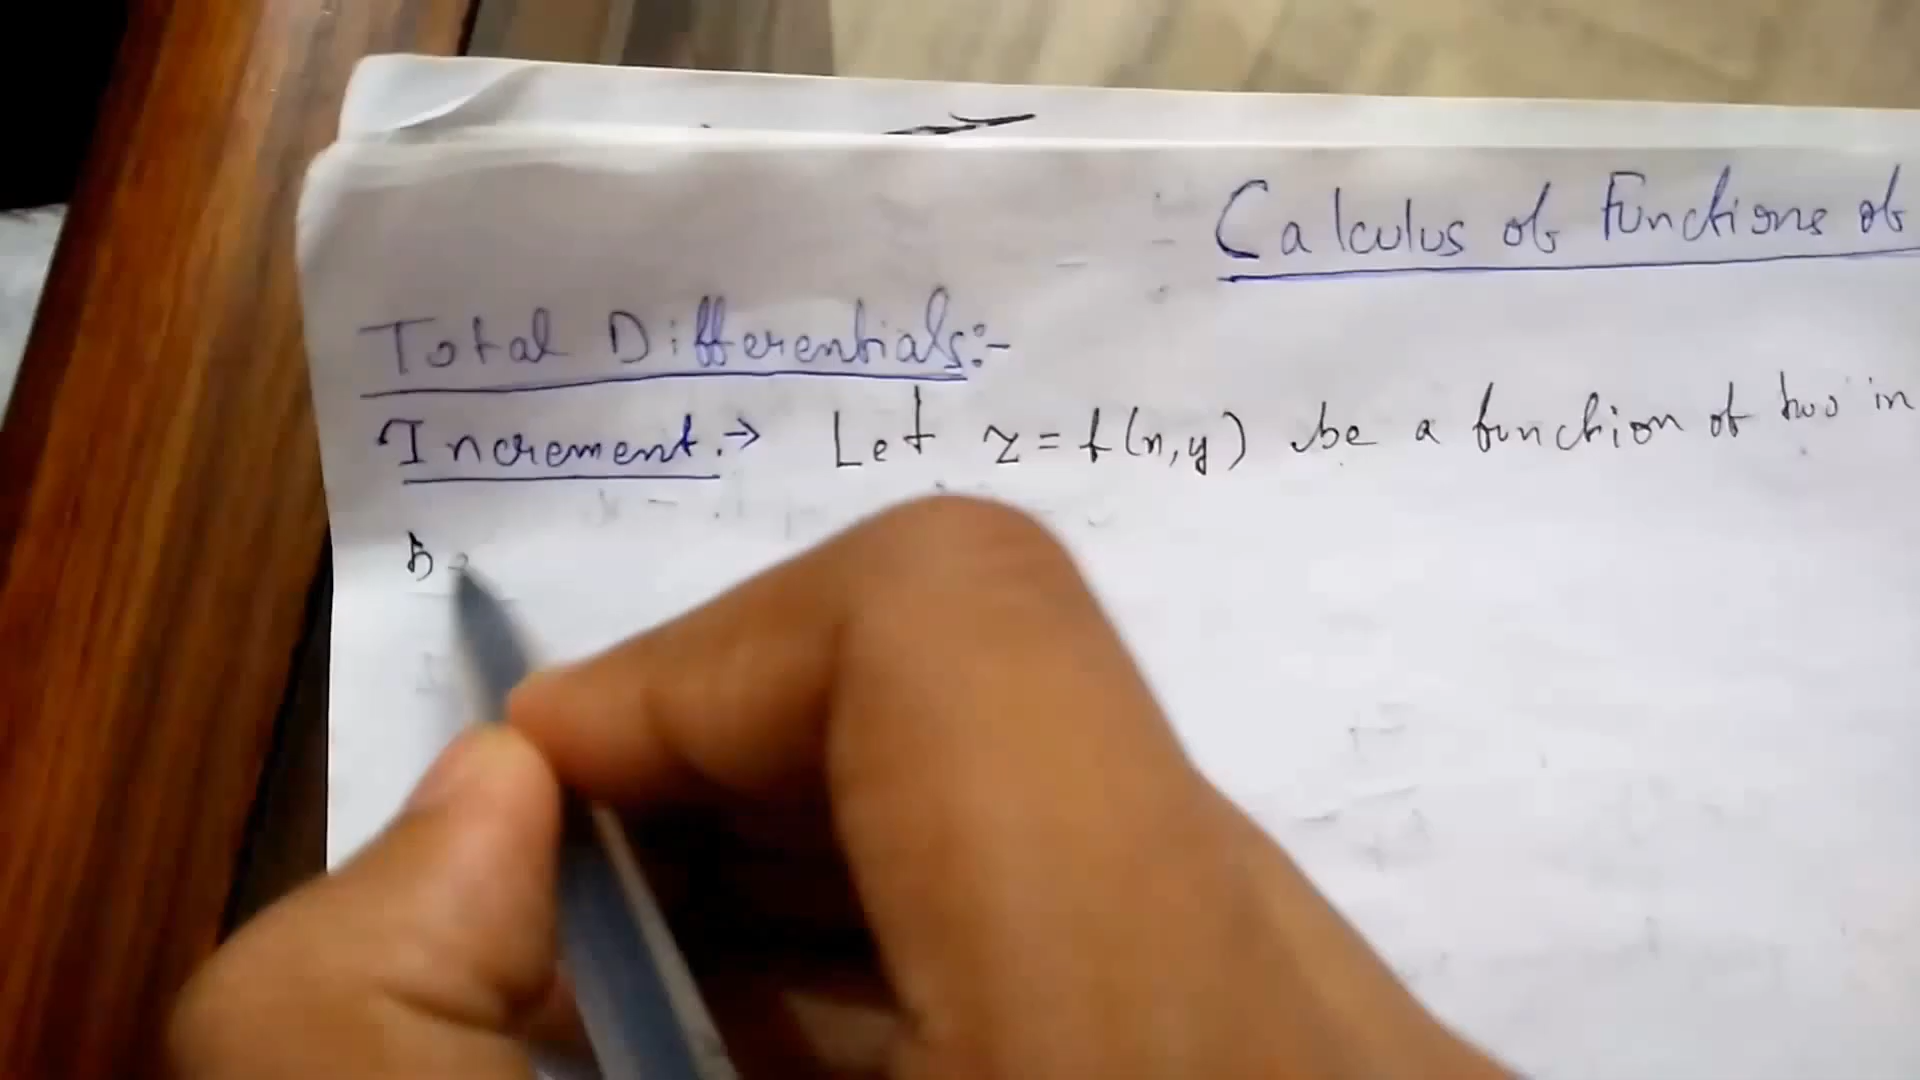 Calculus of Functions of
Total Differentials:-
Increment.→ Let z = f(x,y) be a function of two in